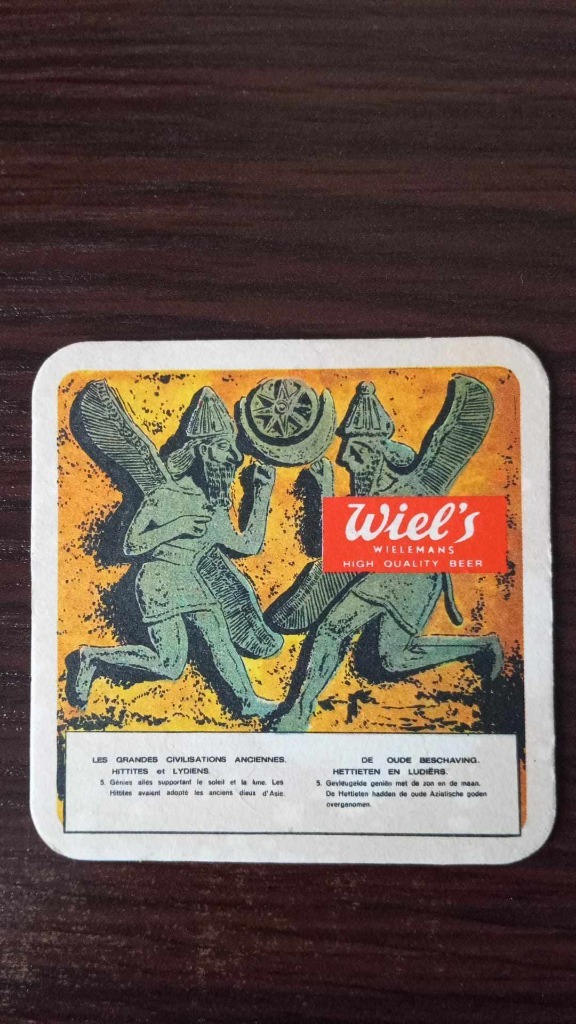 Wiel's
WIELEMANS
HIGH QUALITY BEER
LES GRANDES CIVILISATIONS ANCIENNES.
HITTITES et LYDIENS.
5. Génies ailés supportant le soleil et la lune. Les
Hittites avaient adopté les anciens dieux d'Asie.
DE OUDE BESCHAVING.
HETTIETEN EN LUDIËRS.
5. Gevleugelde geniën met de zon en de maan.
De Hettieten hadden de oude Aziatische goden
overgenomen.